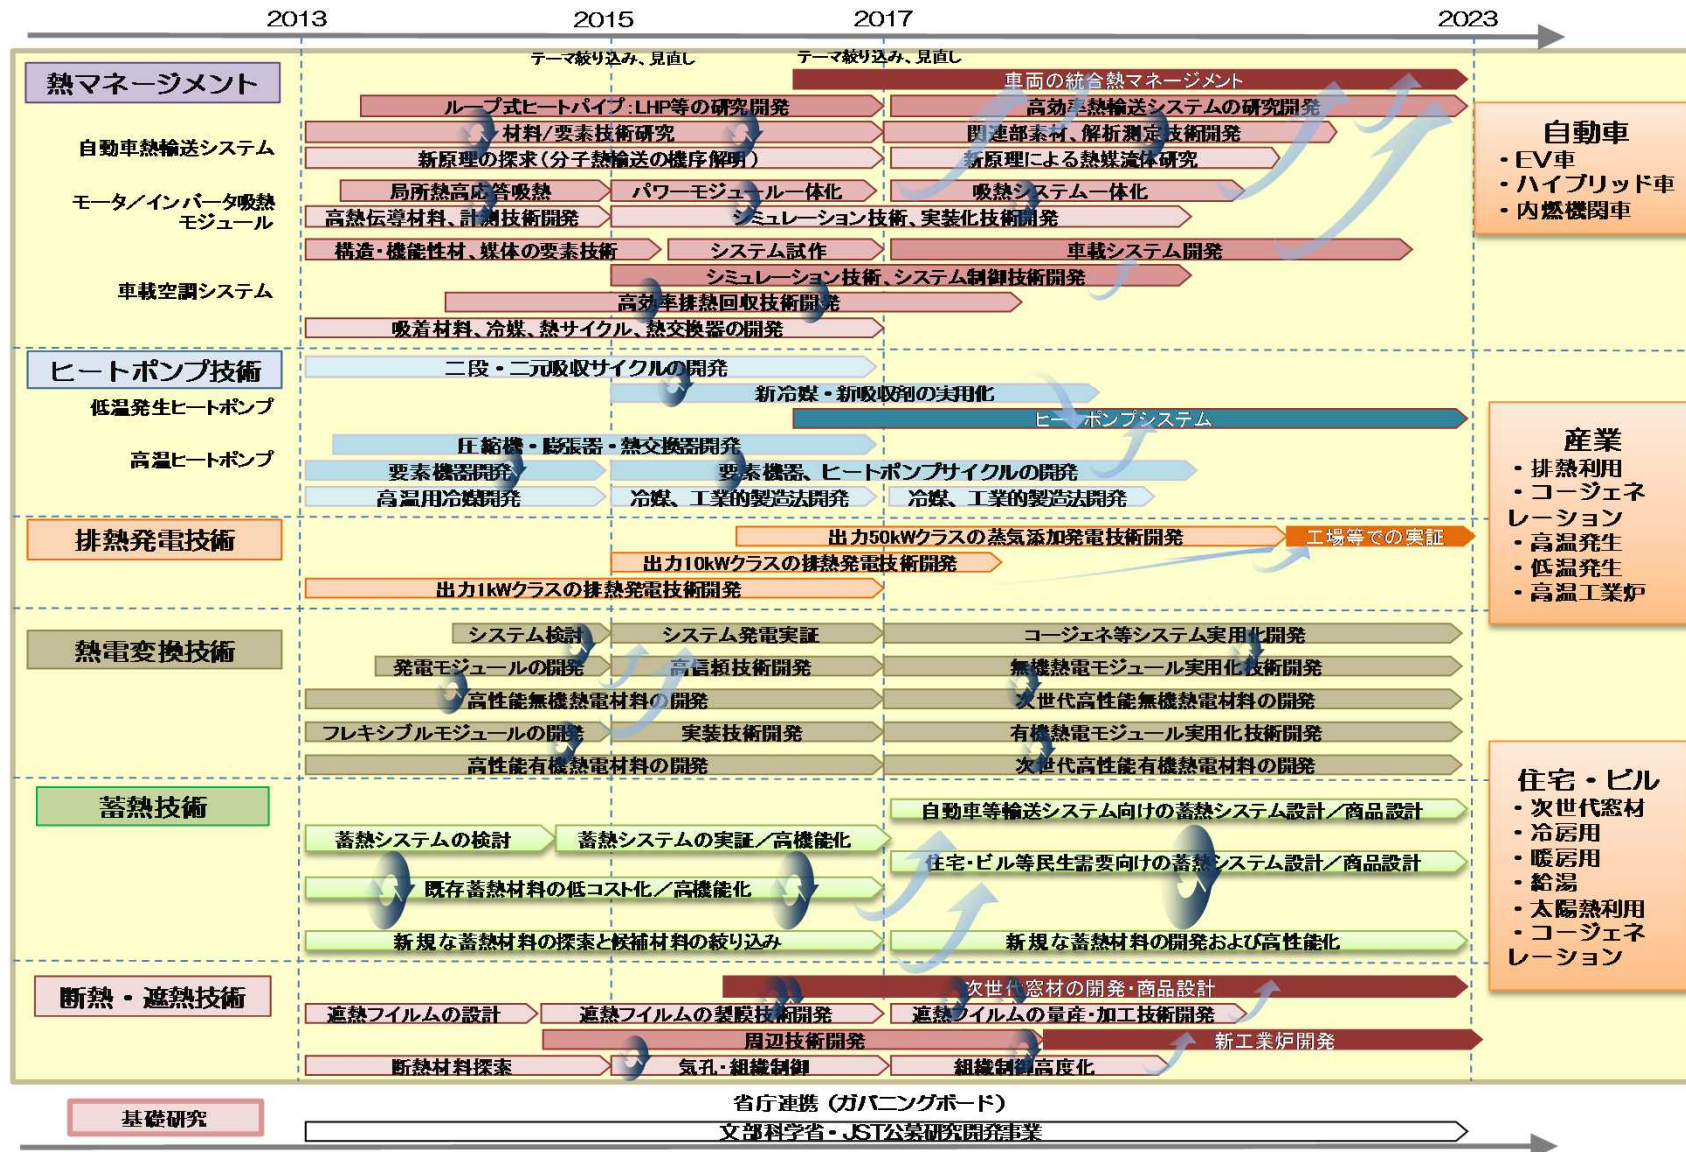 2013 2015 2017 2023
テーマ絞り込み、見直し テーマ絞り込み、見直し
熱マネージメント
車両の統合熱マネージメント
ループ式ヒートパイプ:LHP等の研究開発 高効率熱輸送システムの研究開発
材料/要素技術研究 関連部素材、解析測定技術開発
自動車熱輸送システム
新原理の探求(分子熱輸送の機序解明) 新原理による熱媒流体研究
局所熱高応答吸熱 パワーモジュール一体化 吸熱システム一体化
モータ/インバータ吸熱
モジュール
高熱伝導材料、計測技術開発 シミュレーション技術、実装化技術開発
構造・機能性材、媒体の要素技術 システム試作 車載システム開発
シミュレーション技術、システム制御技術開発
車載空調システム
高効率排熱回収技術開発
吸着材料、冷媒、熱サイクル、熱交換器の開発
自動車
・EV車
・ハイブリッド車
・内燃機関車
ヒートポンプ技術
二段・二元吸収サイクルの開発
新冷媒・新吸収剤の実用化
低温発生ヒートポンプ
ヒートポンプシステム
圧縮機・膨張器・熱交換器開発
高温ヒートポンプ
要素機器開発 要素機器、ヒートポンプサイクルの開発
高温用冷媒開発 冷媒、工業的製造法開発 冷媒、工業的製造法開発
排熱発電技術
出力50kWクラスの蒸気添加発電技術開発 工場等での実証
出力10kWクラスの排熱発電技術開発
出力1kWクラスの排熱発電技術開発
産業
・排熱利用
・コージェネ
レーション
・高温発生
・低温発生
・高温工業炉
熱電変換技術
システム検討 システム発電実証 コージェネ等システム実用化開発
発電モジュールの開発 高信頼技術開発 無機熱電モジュール実用化技術開発
高性能無機熱電材料の開発 次世代高性能無機熱電材料の開発
フレキシブルモジュールの開発 実装技術開発 有機熱電モジュール実用化技術開発
高性能有機熱電材料の開発 次世代高性能有機熱電材料の開発
蓄熱技術
自動車等輸送システム向けの蓄熱システム設計/商品設計
蓄熱システムの検討 蓄熱システムの実証/高機能化
住宅・ビル等民生需要向けの蓄熱システム設計/商品設計
既存蓄熱材料の低コスト化/高機能化
新規な蓄熱材料の探索と候補材料の絞り込み 新規な蓄熱材料の開発および高性能化
住宅・ビル
・次世代窓材
・冷房用
・暖房用
・給湯
・太陽熱利用
・コージェネ
レーション
断熱・遮熱技術
次世代窓材の開発・商品設計
遮熱フイルムの設計 遮熱フイルムの製膜技術開発 遮熱フイルムの量産・加工技術開発
周辺技術開発 新工業炉開発
断熱材料探索 気孔・組織制御 組織制御高度化
省庁連携(ガバニングボード)
基礎研究
文部科学省・JST公募研究開発事業